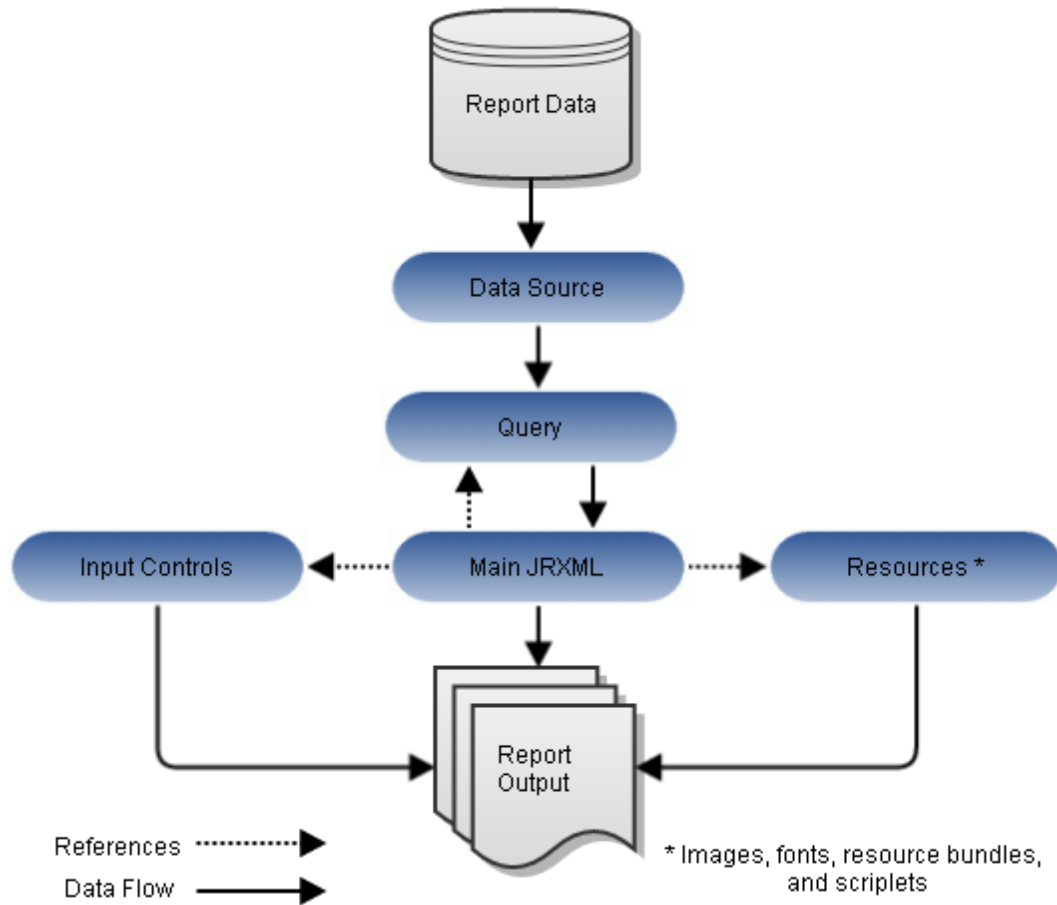 Report Data
Data Source
Query
Input Controls
Main JRXML
Resources *
Report
Output
References
Data Flow
* Images, fonts, resource bundles,
and scriplets